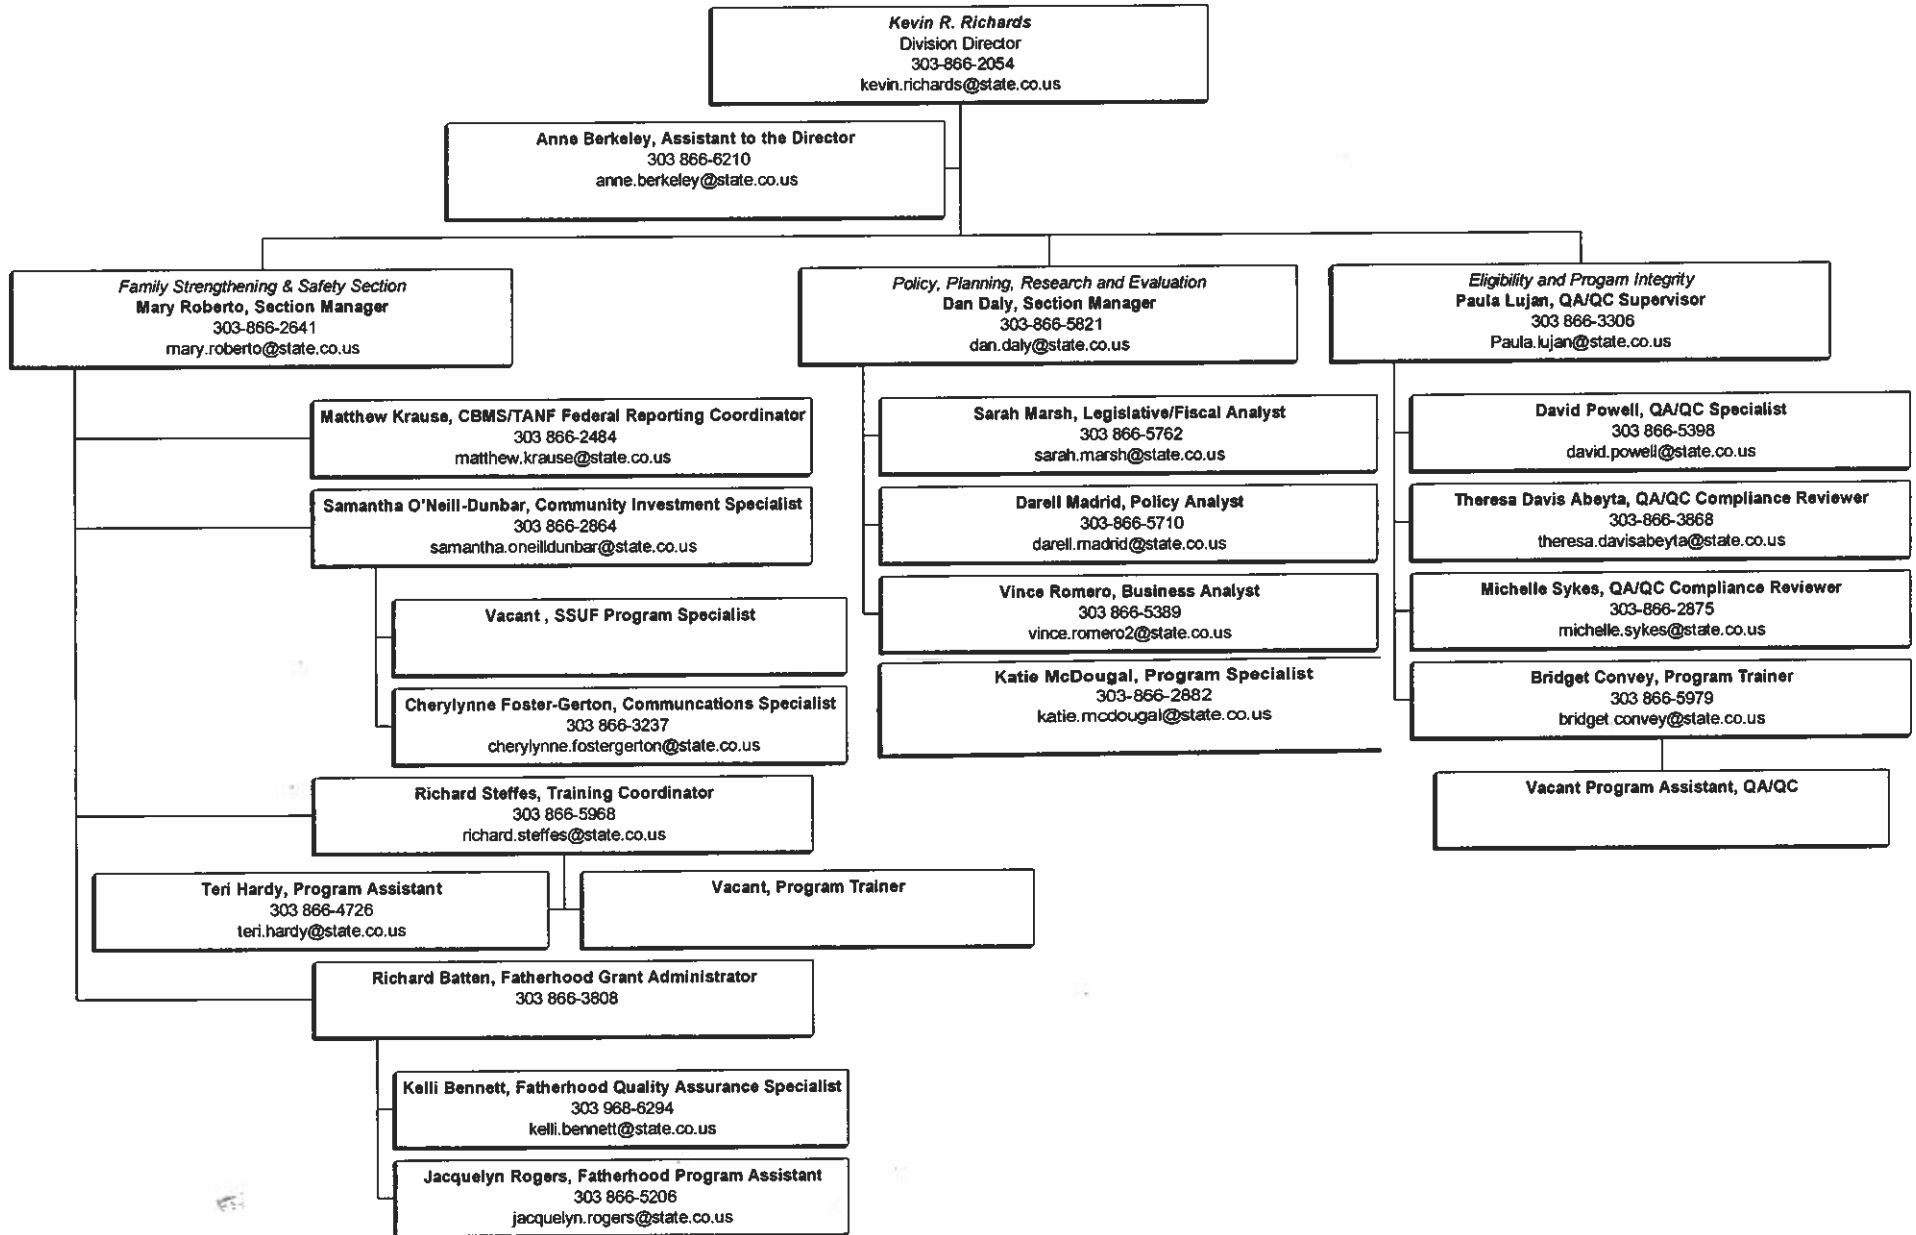 Kevin R. Richards
Division Director
303-866-2054
kevin.richards@state.co.us
Anne Berkeley, Assistant to the Director
303 866-6210
anne.berkeley@state.co.us
Family Strengthening & Safety Section
Mary Roberto, Section Manager
303-866-2641
mary.roberto@state.co.us
Matthew Krause, CBMS/TANF Federal Reporting Coordinator
303 866-2484
matthew.krause@state.co.us
Samantha O'Neill-Dunbar, Community Investment Specialist
303 866-2864
samantha.oneilldunbar@state.co.us
Vacant , SSUF Program Specialist
Cherylynne Foster-Gerton, Communcations Specialist
303 866-3237
cherylynne.fostergerton@state.co.us
Richard Steffes, Training Coordinator
303 866-5968
richard.steffes@state.co.us
Teri Hardy, Program Assistant
303 866-4726
teri.hardy@state.co.us
Vacant, Program Trainer
Richard Batten, Fatherhood Grant Administrator
303 866-3808
Kelli Bennett, Fatherhood Quality Assurance Specialist
303 968-6294
kelli.bennett@state.co.us
Jacquelyn Rogers, Fatherhood Program Assistant
303 866-5206
jacquelyn.rogers@state.co.us
Policy, Planning, Research and Evaluation
Dan Daly, Section Manager
303-866-5821
dan.daly@state.co.us
Sarah Marsh, Legislative/Fiscal Analyst
303 866-5762
sarah.marsh@state.co.us
Darell Madrid, Policy Analyst
303-866-5710
darell.madrid@state.co.us
Vince Romero, Business Analyst
303 866-5389
vince.romero2@state.co.us
Katie McDougal, Program Specialist
303-866-2882
katie.mcdougal@state.co.us
Eligibility and Progam Integrity
Paula Lujan, QA/QC Supervisor
303 866-3306
Paula.lujan@state.co.us
David Powell, QA/QC Specialist
303 866-5398
david.powell@state.co.us
Theresa Davis Abeyta, QA/QC Compliance Reviewer
303-866-3868
theresa.davisabeyta@state.co.us
Michelle Sykes, QA/QC Compliance Reviewer
303-866-2875
michelle.sykes@state.co.us
Bridget Convey, Program Trainer
303 866-5979
bridget.convey@state.co.us
Vacant Program Assistant, QA/QC